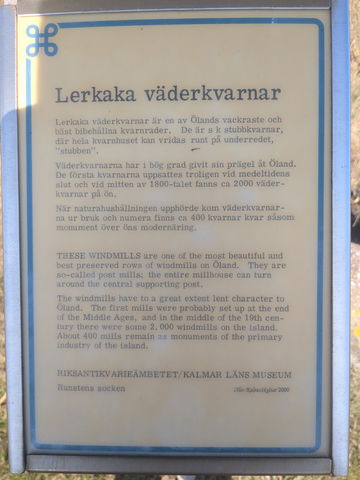 Lerkaka väderkvarnar
Lerkaka väderkvarnar är en av Ölands vackraste och
bäst bibehållna kvarnrader. De är s k stubbkvarnar,
där hela kvarnhuset kan vridas runt på underredet,
"stubben".
Väderkvarnarna har i hög grad givit sin prägel åt Öland.
De första kvarnarna uppsattes troligen vid medeltidens
slut och vid mitten av 1800-talet fanns ca 2000 väder-
kvarnar på ön.
När naturahushållningen upphörde kom väderkvarnar-
na ur bruk och numera finns ca 400 kvarnar kvar såsom
monument över öns modernäring.
THESE WINDMILLS are one of the most beautiful and
best preserved rows of windmills on Öland. They are
so-called post mills; the entire millhouse can turn
around the central supporting post.
The windmills have to a great extent lent character to
Öland. The first mills were probably set up at the end
of the Middle Ages, and in the middle of the 19th cen-
tury there were some 2,000 windmills on the island.
About 400 mills remain as monuments of the primary
industry of the island.
RIKSANTIKVARIEÄMBETET/KALMAR LÄNS MUSEUM
Runstens socken
2000